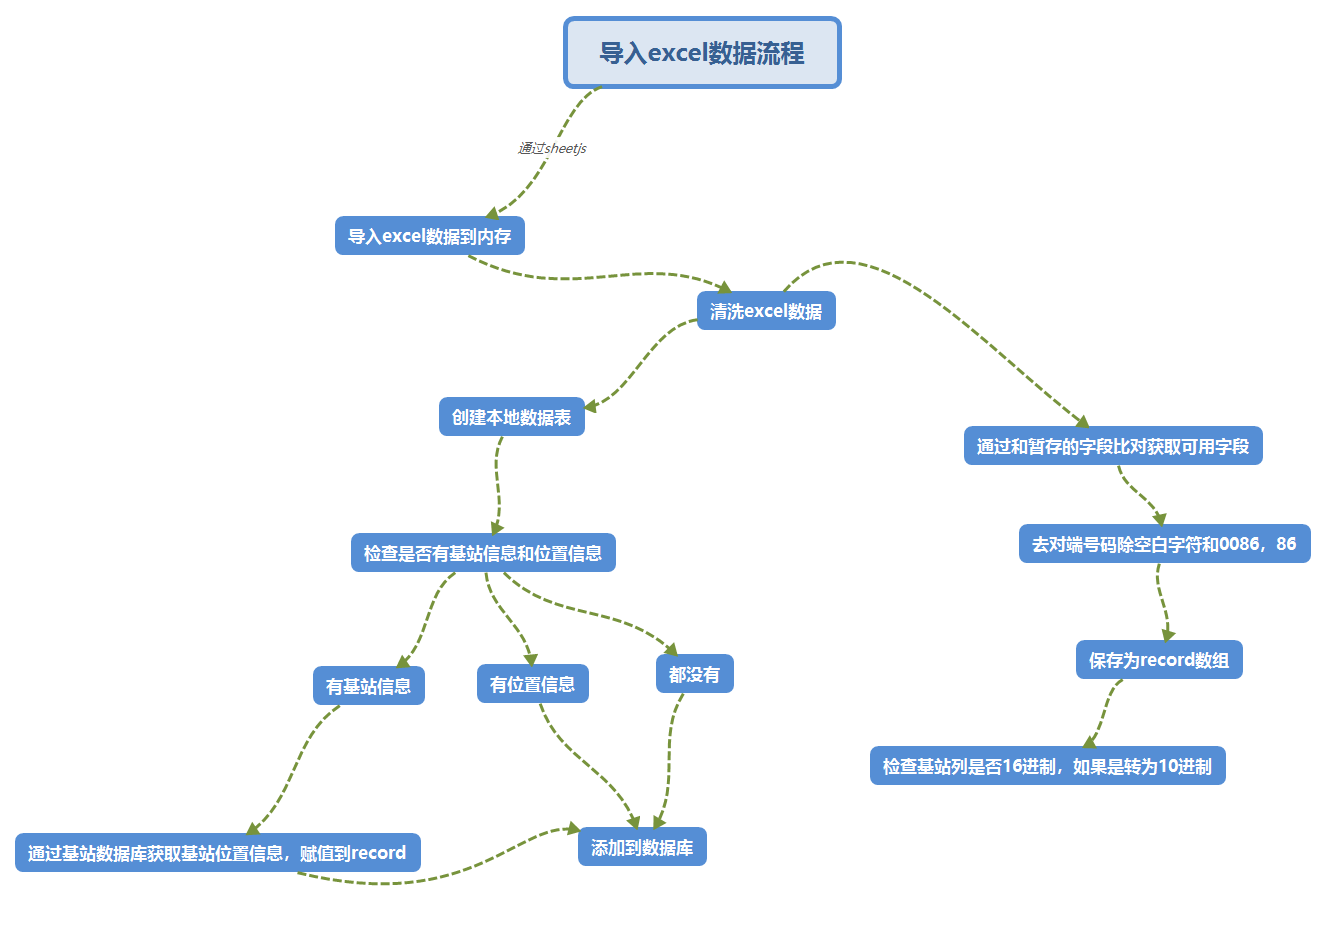 导入excel数据流程
通过sheetjs
导入excel数据到内存
清洗excel数据
创建本地数据表
通过和暂存的字段比对获取可用字段
检查是否有基站信息和位置信息
去对端号码除空白字符和0086，86
有基站信息
有位置信息
都没有
保存为record数组
检查基站列是否16进制，如果是转为10进制
通过基站数据库获取基站位置信息，赋值到record
添加到数据库